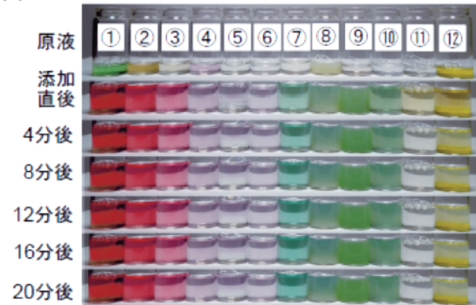 原液 ① ② ③ ④ ⑤ ⑥ ⑦ ⑧ ⑨ ⑩ ⑪ ⑫
添加
直後
4分後
8分後
12分後
16分後
20分後